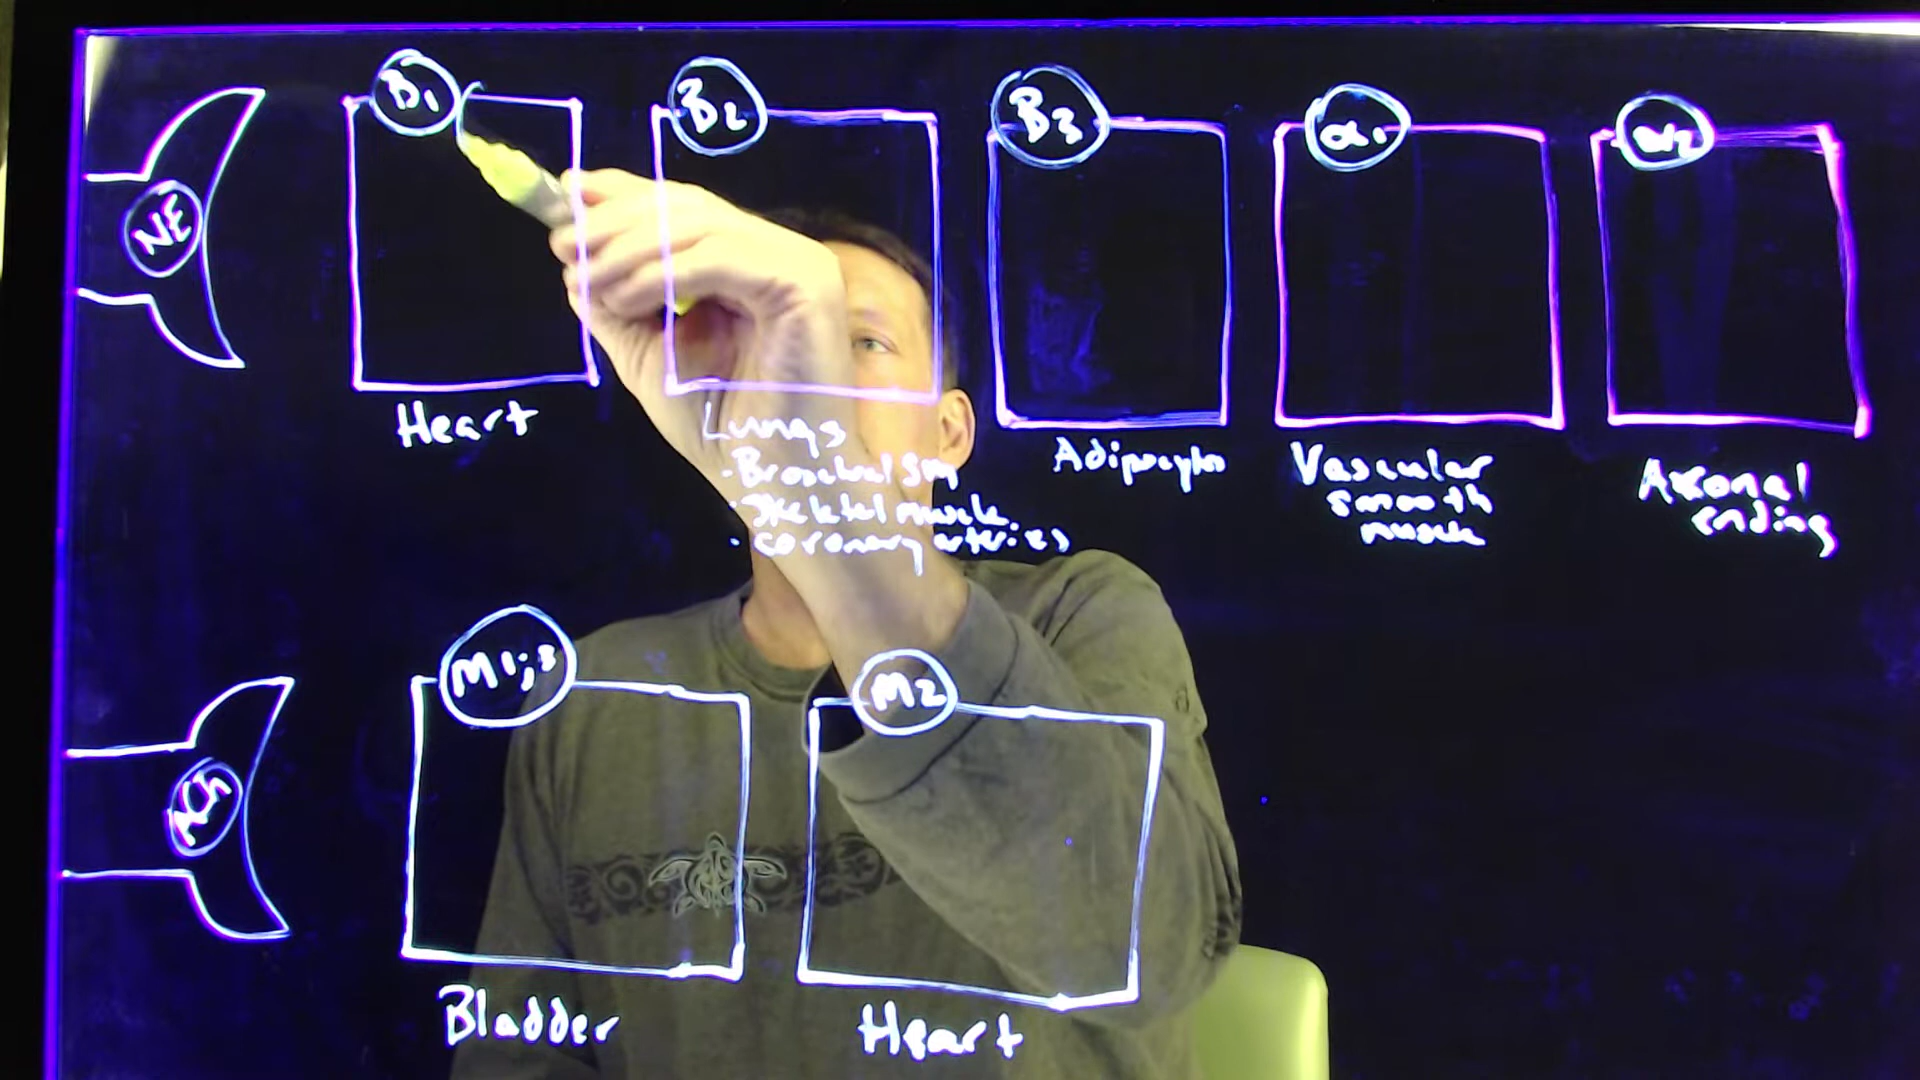 B1
B2
B3
α1
α2
NE
Heart
Lungs
- Bronchial sm
- Skeletal muscle
- coronary arteries
Adipocytes
Vascular
smooth
muscle
Axonal
ending
M1;3
M2
ACh
Bladder
Heart